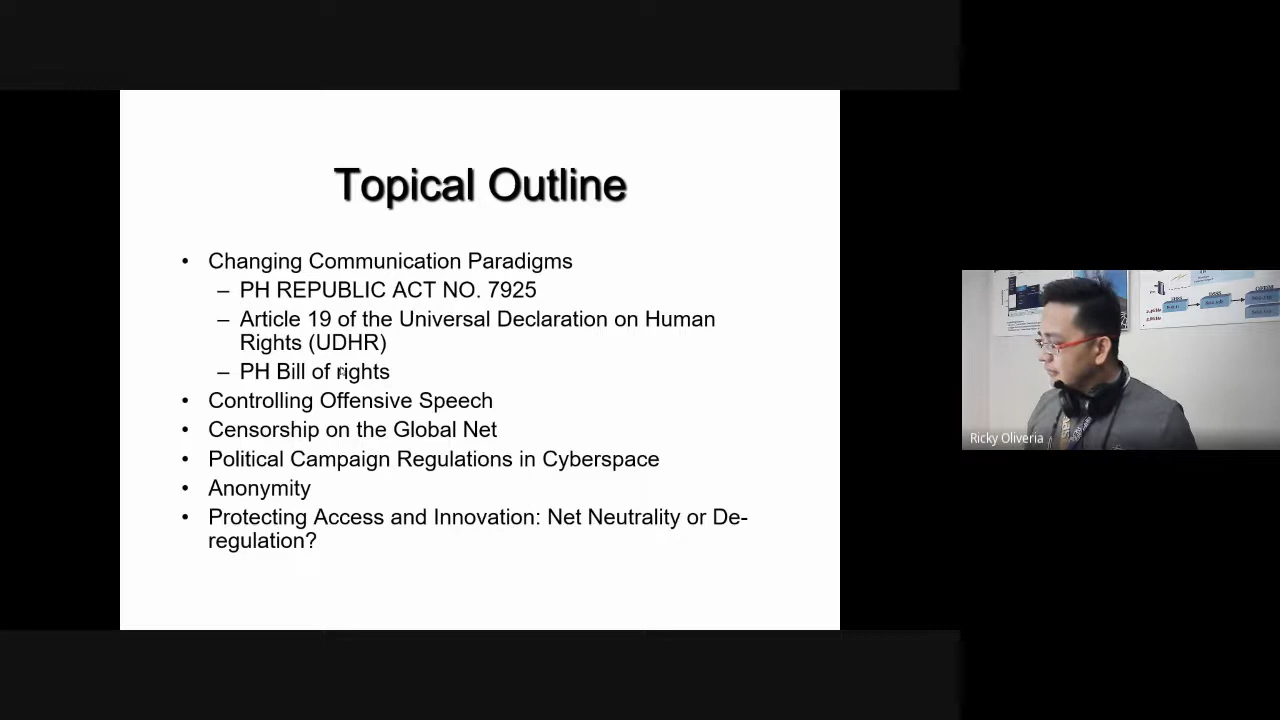 Topical Outline
• Changing Communication Paradigms
– PH REPUBLIC ACT NO. 7925
– Article 19 of the Universal Declaration on Human
Rights (UDHR)
– PH Bill of rights
• Controlling Offensive Speech
• Censorship on the Global Net
• Political Campaign Regulations in Cyberspace
• Anonymity
• Protecting Access and Innovation: Net Neutrality or De-
regulation?
Ricky Oliveria